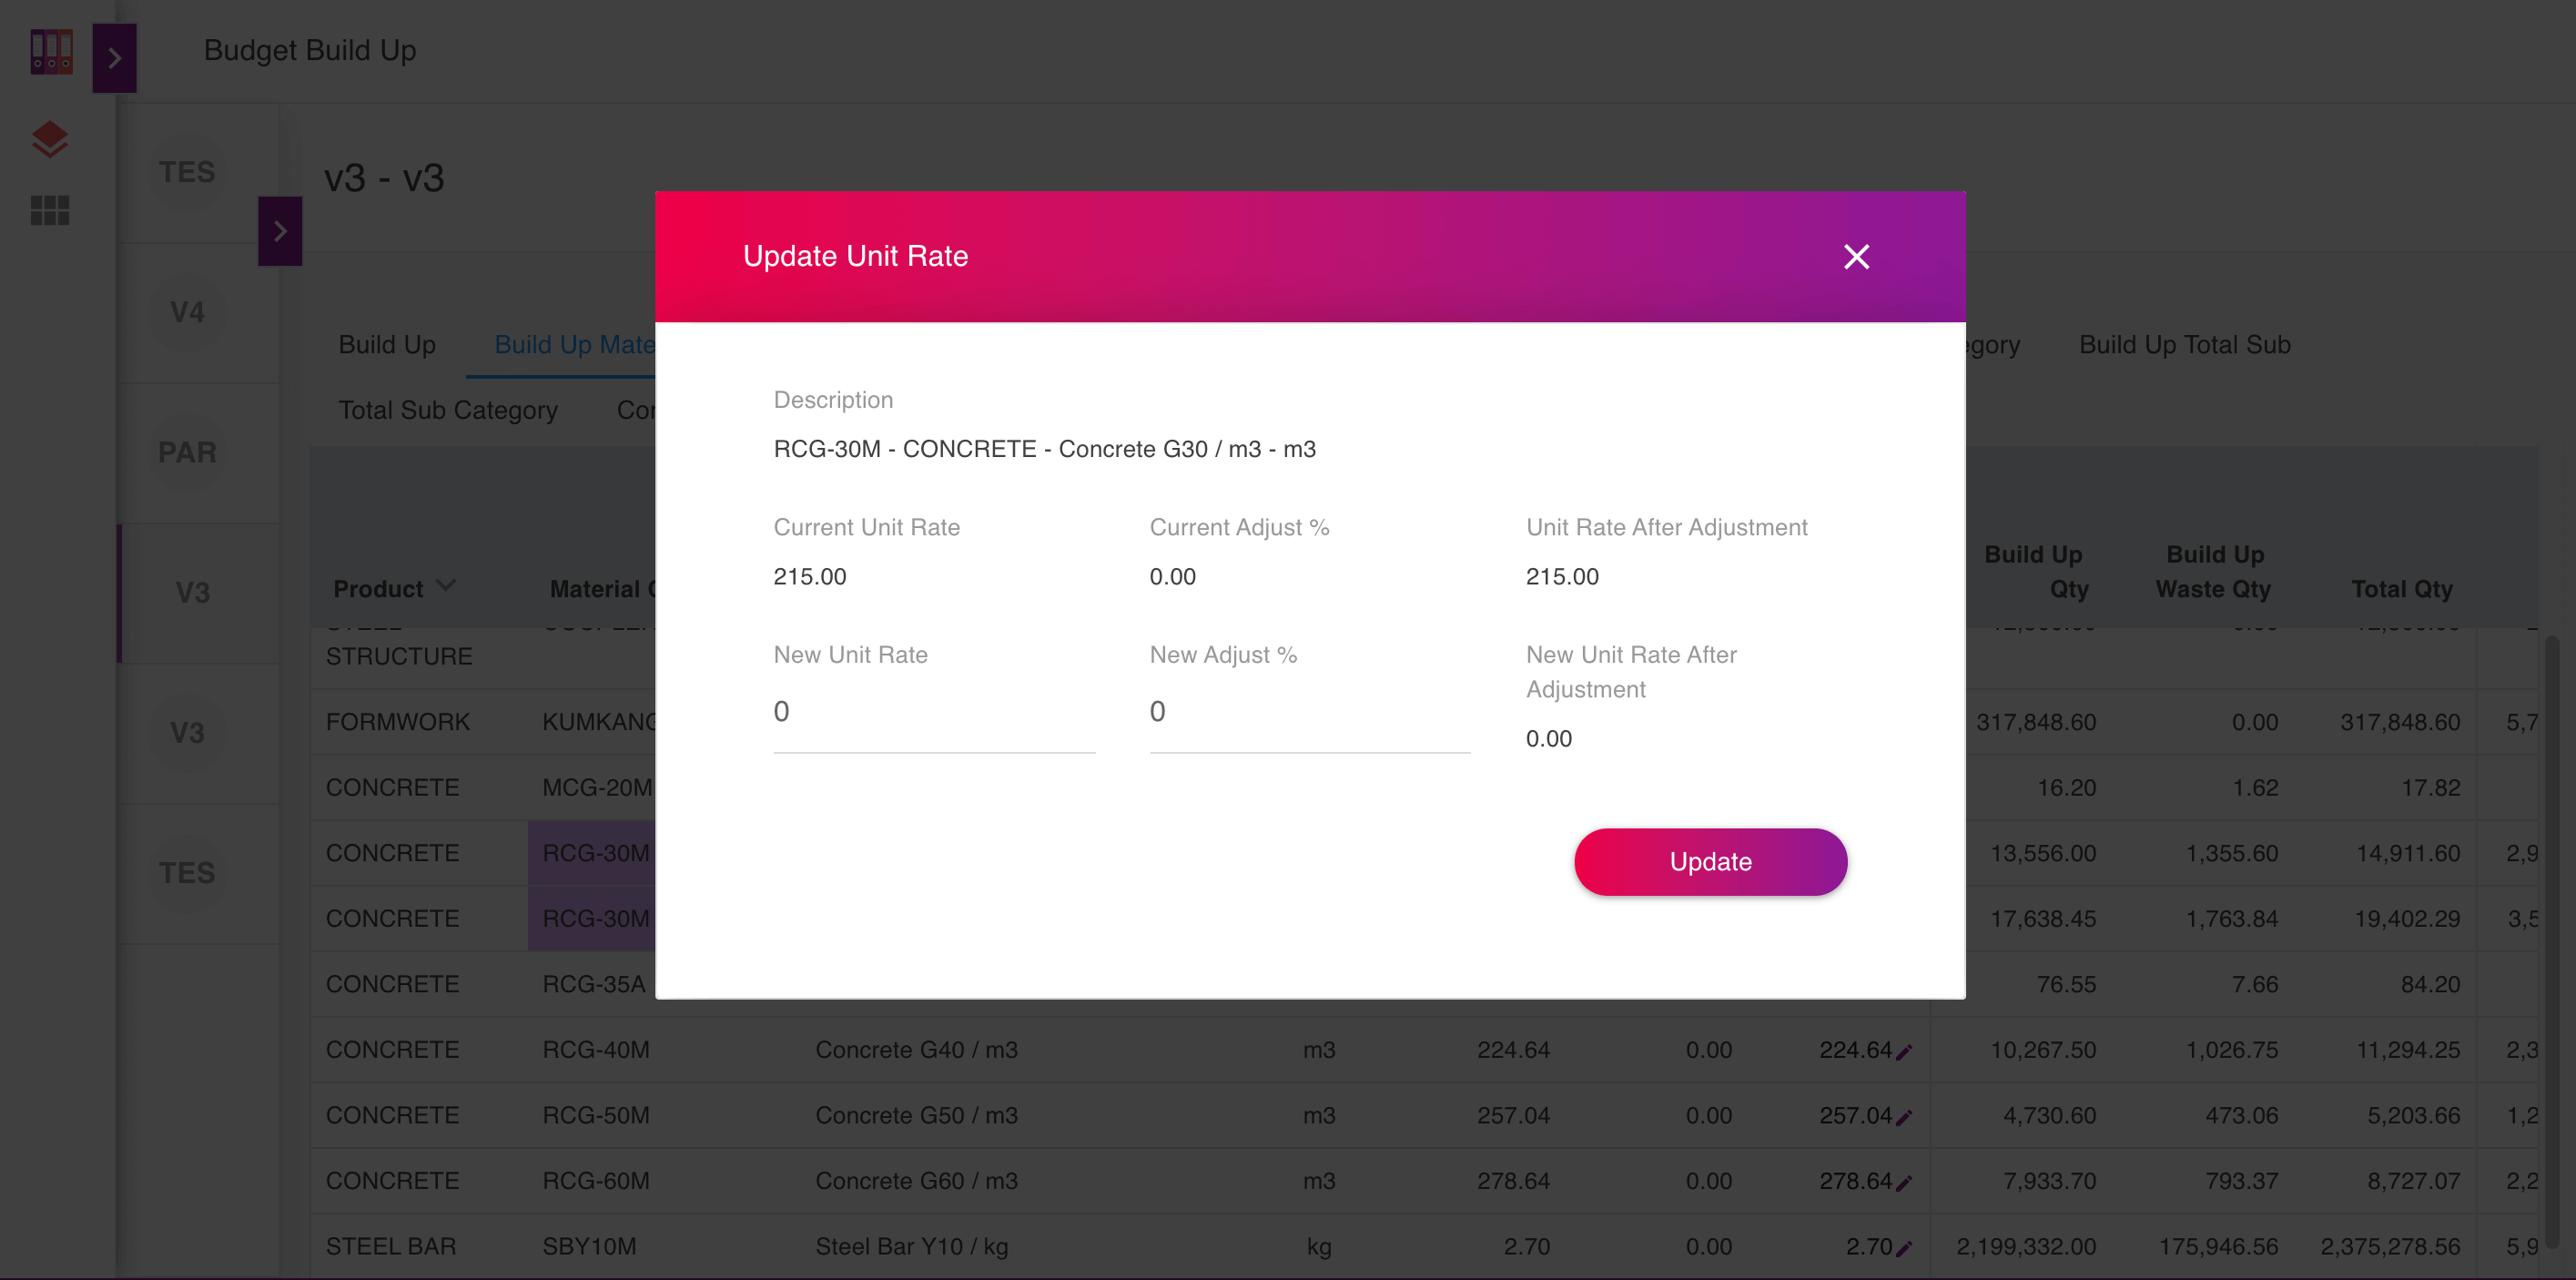 Budget Build Up
TES
V4
PAR
V3
V3
TES
v3 - v3
Build Up
Build Up Mate
egory
Build Up Total Sub
Total Sub Category
Update Unit Rate
Description
RCG-30M - CONCRETE - Concrete G30 / m3 - m3
Current Unit Rate Current Adjust % Unit Rate After Adjustment
215.00 0.00 215.00
New Unit Rate New Adjust % New Unit Rate After
Adjustment
0 0 0.00
Update
Product Material Build Up
Qty Build Up
Waste Qty Total Qty
STRUCTURE
FORMWORK KUMKANG 317,848.60 0.00 317,848.60 5,7
CONCRETE MCG-20M 16.20 1.62 17.82
CONCRETE RCG-30M 13,556.00 1,355.60 14,911.60 2,9
CONCRETE RCG-30M 17,638.45 1,763.84 19,402.29 3,5
CONCRETE RCG-35A 76.55 7.66 84.20
CONCRETE RCG-40M Concrete G40 / m3 m3 224.64 0.00 224.64 10,267.50 1,026.75 11,294.25 2,3
CONCRETE RCG-50M Concrete G50 / m3 m3 257.04 0.00 257.04 4,730.60 473.06 5,203.66 1,2
CONCRETE RCG-60M Concrete G60 / m3 m3 278.64 0.00 278.64 7,933.70 793.37 8,727.07 2,2
STEEL BAR SBY10M Steel Bar Y10 / kg kg 2.70 0.00 2.70 2,199,332.00 175,946.56 2,375,278.56 5,9